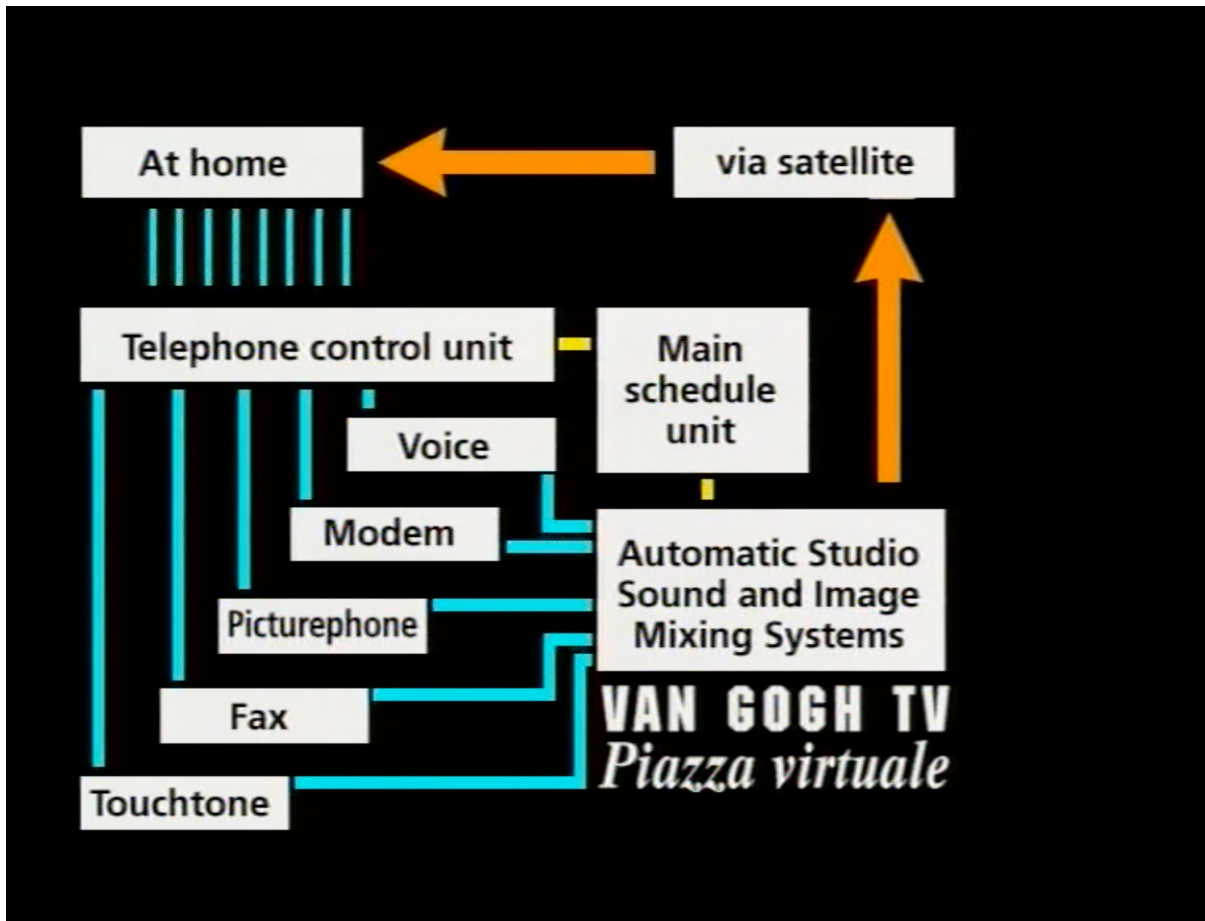 At home
via satellite
Telephone control unit
Main
schedule
unit
Voice
Modem
Automatic Studio
Sound and Image
Mixing Systems
Picturephone
Fax
Touchtone
VAN GOGH TV
Piazza virtuale